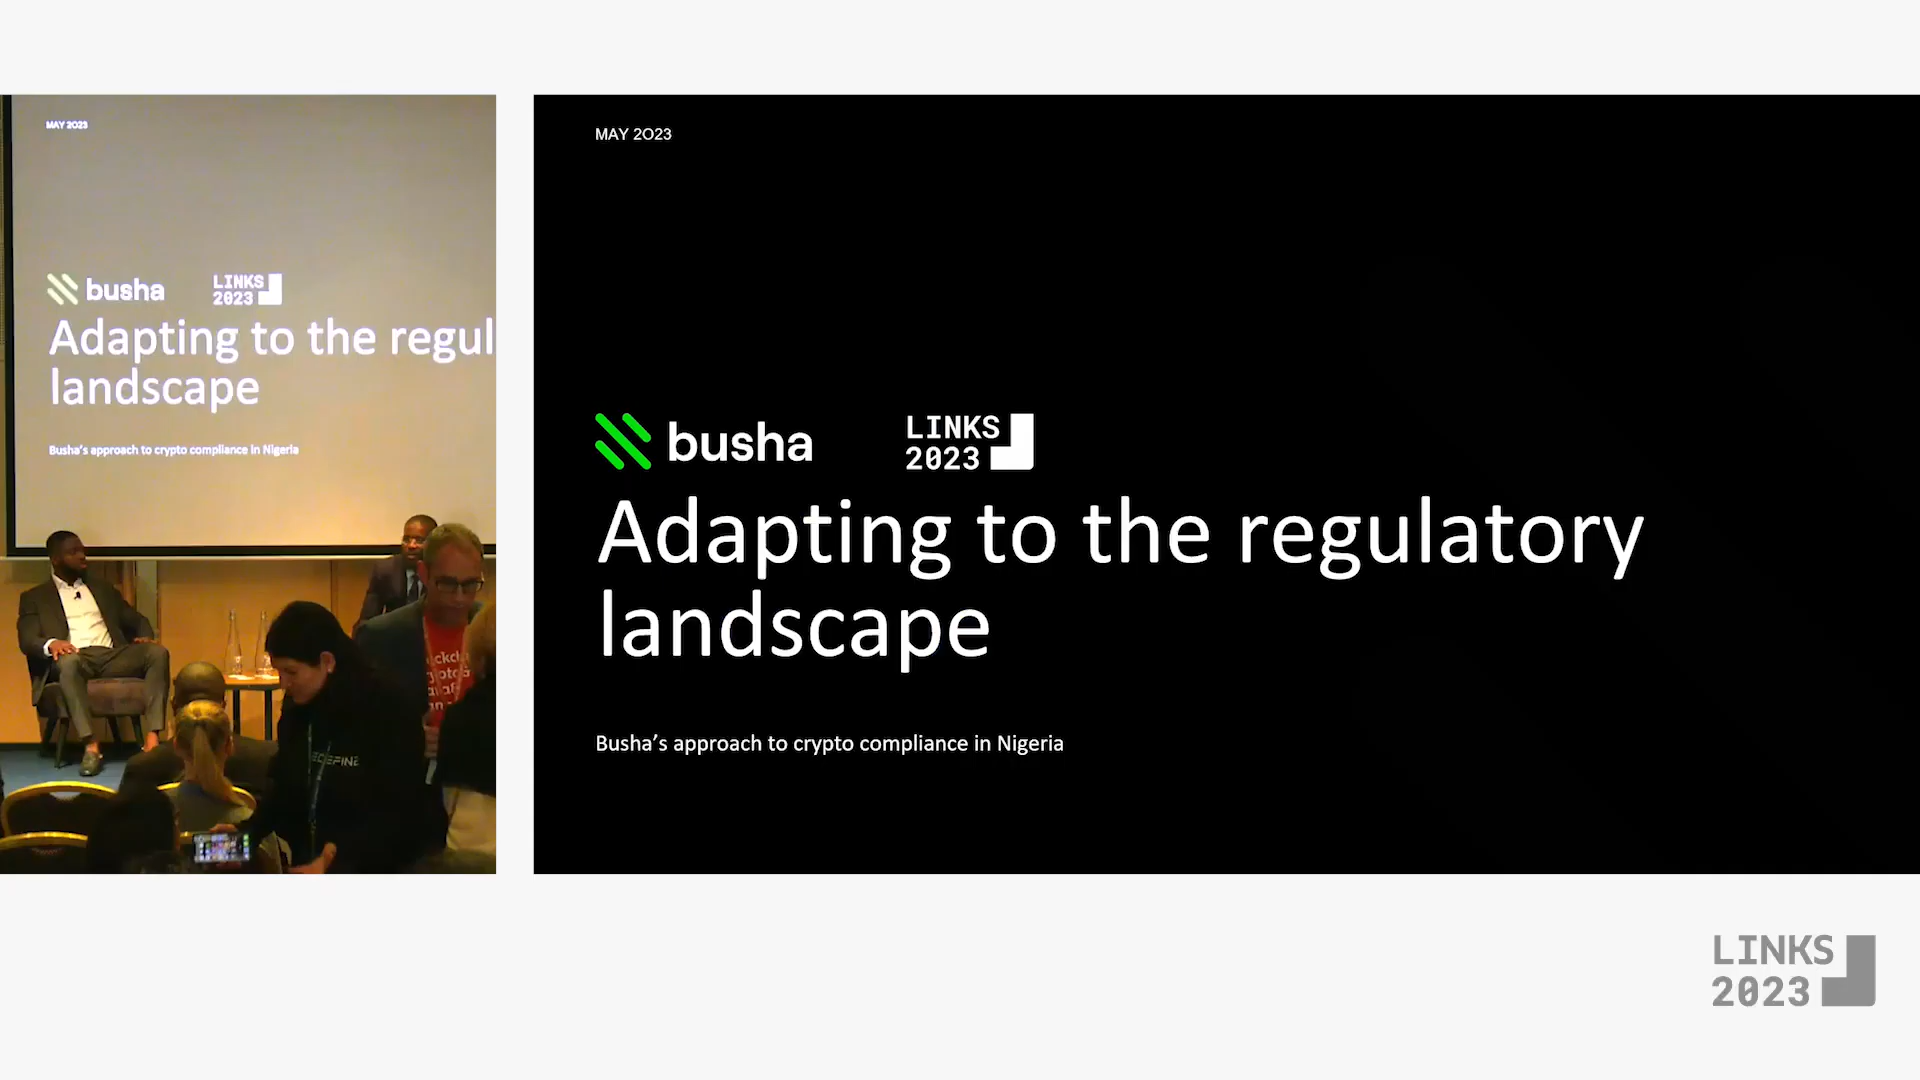 MAY 2023
busha
LINKS
2023
Adapting to the regul
landscape
Busha's approach to crypto compliance in Nigeria
MAY 2023
busha
LINKS
2023
Adapting to the regulatory
landscape
Busha's approach to crypto compliance in Nigeria
LINKS
2023